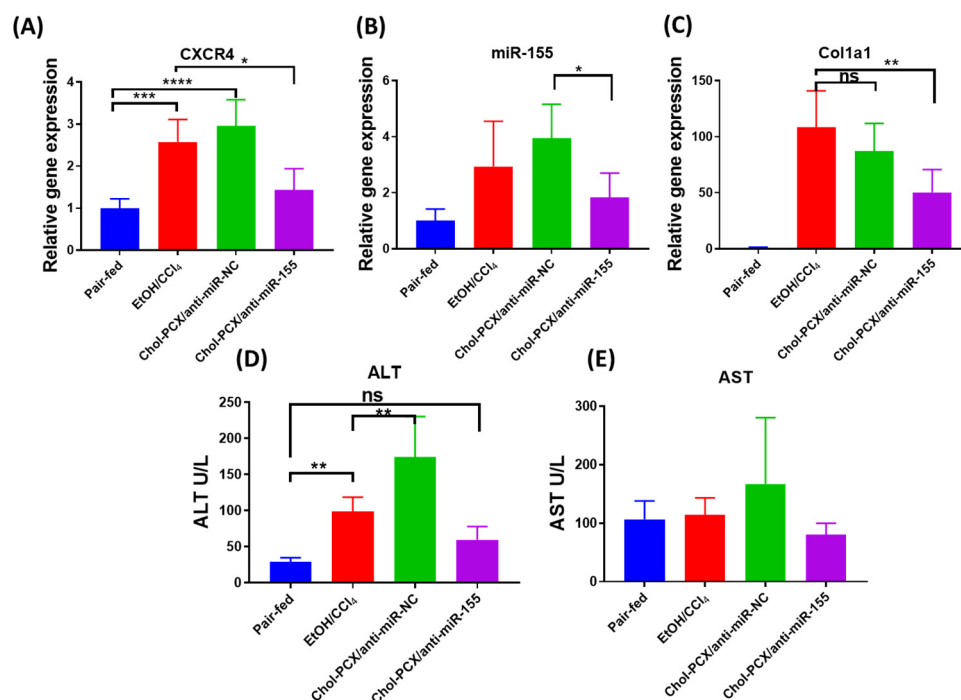 (A)
CXCR4
*
****
***
Relative gene expression
4
3
2
1
0
Pair-fed
EtOH/CCl₄
Chol-PCX/anti-miR-NC
Chol-PCX/anti-miR-155
(B)
miR-155
*
Relative gene expression
6
4
2
0
Pair-fed
EtOH/CCl₄
Chol-PCX/anti-miR-NC
Chol-PCX/anti-miR-155
(C)
Col1a1
**
ns
Relative gene expression
150
100
50
0
Pair-fed
EtOH/CCl₄
Chol-PCX/anti-miR-NC
Chol-PCX/anti-miR-155
(D)
ALT
ns
**
**
ALT U/L
250
200
150
100
50
0
Pair-fed
EtOH/CCl₄
Chol-PCX/anti-miR-NC
Chol-PCX/anti-miR-155
(E)
AST
AST U/L
300
200
100
0
Pair-fed
EtOH/CCl₄
Chol-PCX/anti-miR-NC
Chol-PCX/anti-miR-155